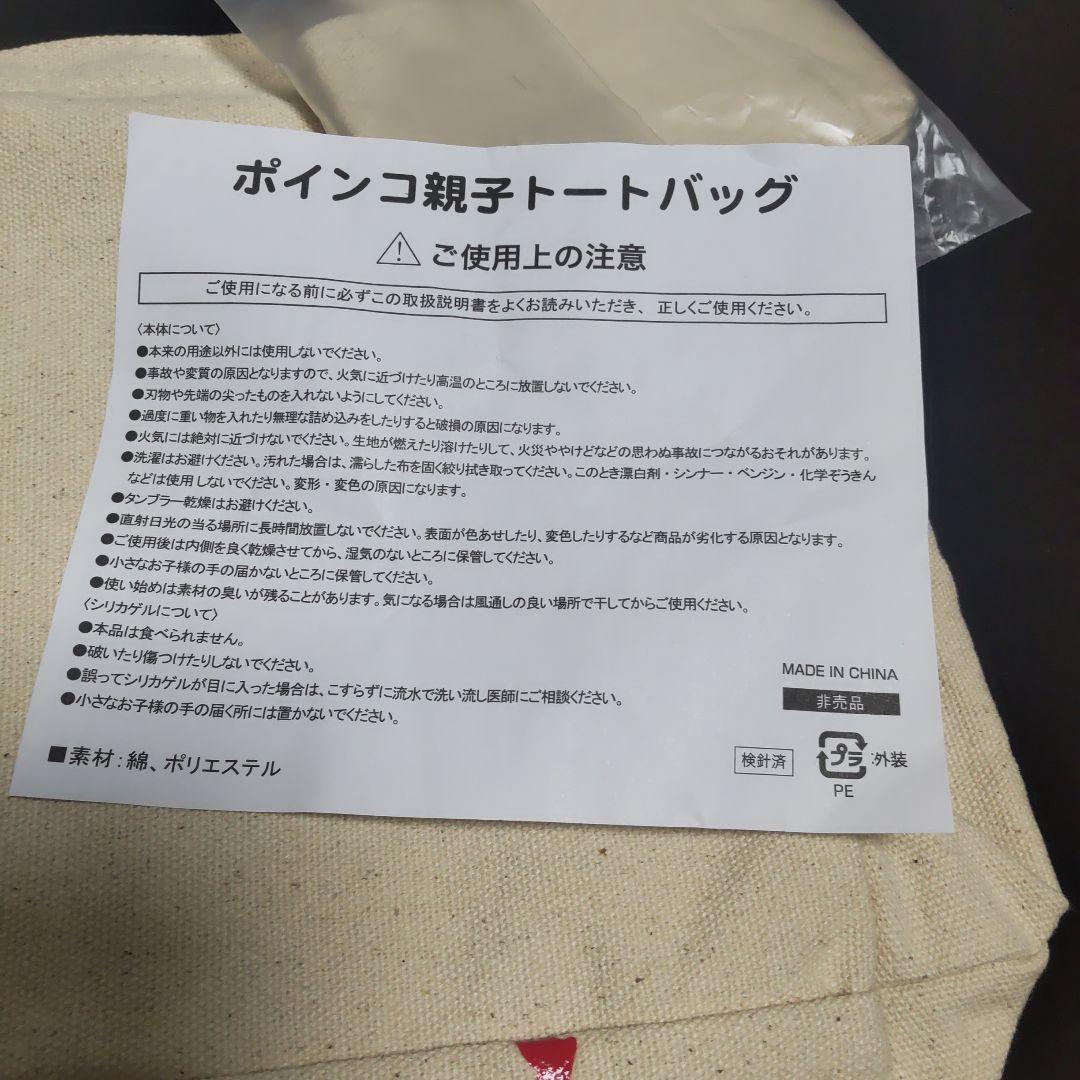 ポインコ親子トートバッグ
⚠ ご使用上の注意
ご使用になる前に必ずこの取扱説明書をよくお読みいただき、正しくご使用ください。
〈本体について〉
●本来の用途以外には使用しないでください。
●事故や変質の原因となりますので、火気に近づけたり高温のところに放置しないでください。
●刃物や先端の尖ったものを入れないようにしてください。
●過度に重い物を入れたり無理な詰め込みをしたりすると破損の原因になります。
●火気には絶対に近づけないでください。生地が燃えたり溶けたりして、火災ややけどなどの思わぬ事故につながるおそれがあります。
●洗濯はお避けください。汚れた場合は、濡らした布を固く絞り拭き取ってください。このとき漂白剤・シンナー・ベンジン・化学ぞうきん
などは使用しないでください。変形・変色の原因になります。
●タンブラー乾燥はお避けください。
●直射日光の当る場所に長時間放置しないでください。表面が色あせしたり、変色したりするなど商品が劣化する原因となります。
●ご使用後は内側を良く乾燥させてから、湿気のないところに保管してください。
●小さなお子様の手の届かないところに保管してください。
●使い始めは素材の臭いが残ることがあります。気になる場合は風通しの良い場所で干してからご使用ください。
〈シリカゲルについて〉
●本品は食べられません。
●破いたり傷つけたりしないでください。
●誤ってシリカゲルが目に入った場合は、こすらずに流水で洗い流し医師にご相談ください。
●小さなお子様の手の届く所には置かないでください。
■素材：綿、ポリエステル
MADE IN CHINA
非売品
検針済
プラ :外装
PE